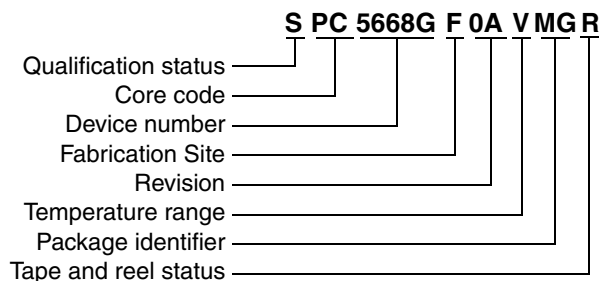 S PC 5668G F 0A V MG R
Qualification status
Core code
Device number
Fabrication Site
Revision
Temperature range
Package identifier
Tape and reel status